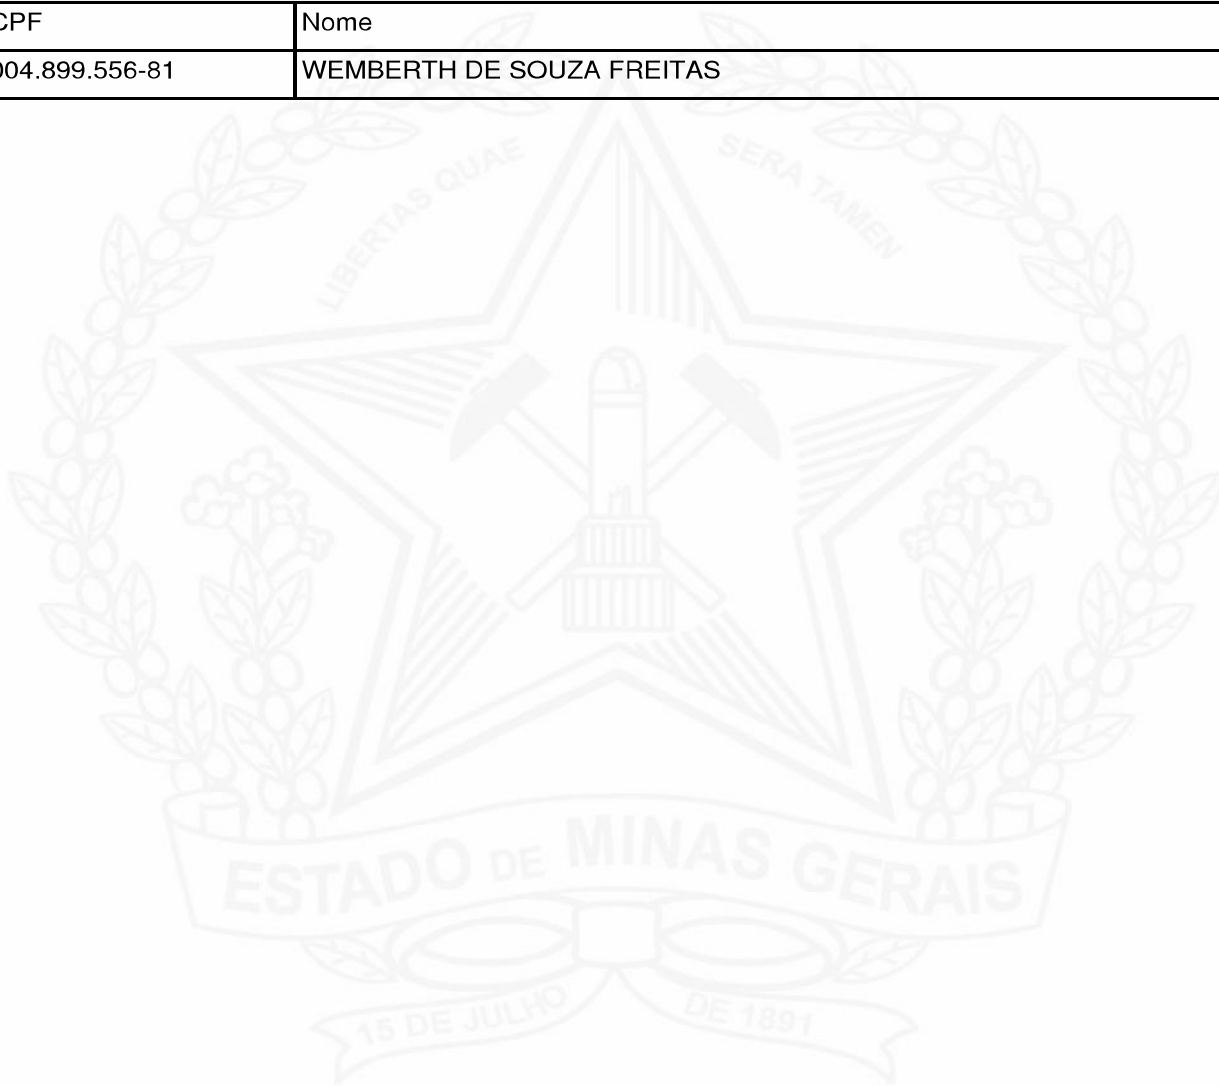 CPF Nome
004.899.556-81 WEMBERTH DE SOUZA FREITAS
LIBERTAS QUAE SERA TAMEN
ESTADO DE MINAS GERAIS
15 DE JULHO DE 1891